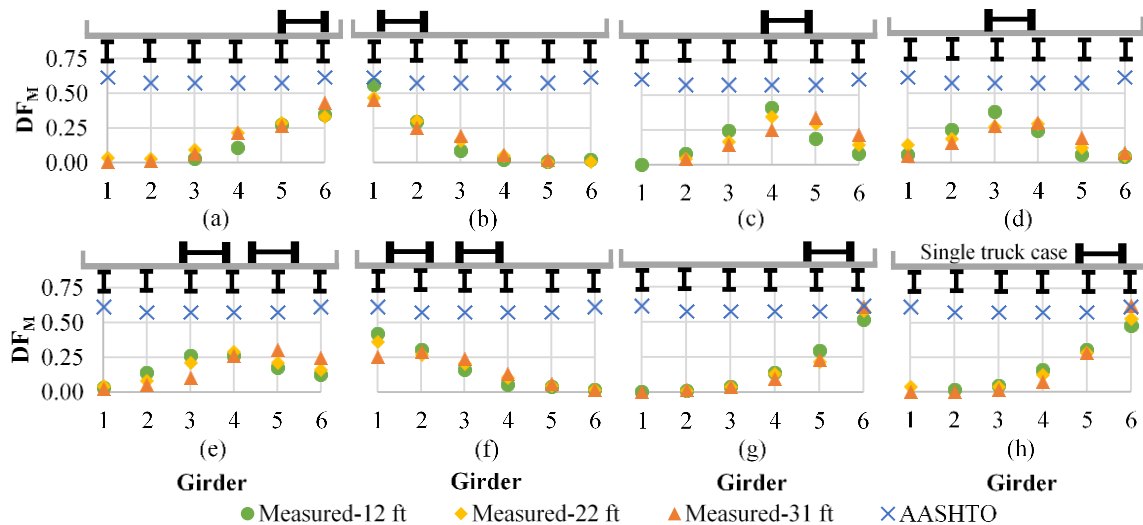 DF_M
0.75
0.50
0.25
0.00
1 2 3 4 5 6
(a)
1 2 3 4 5 6
(b)
1 2 3 4 5 6
(c)
1 2 3 4 5 6
(d)
DF_M
0.75
0.50
0.25
0.00
1 2 3 4 5 6
(e)
1 2 3 4 5 6
(f)
1 2 3 4 5 6
(g)
Single truck case
1 2 3 4 5 6
(h)
Girder Girder Girder Girder
Measured-12 ft Measured-22 ft Measured-31 ft AASHTO